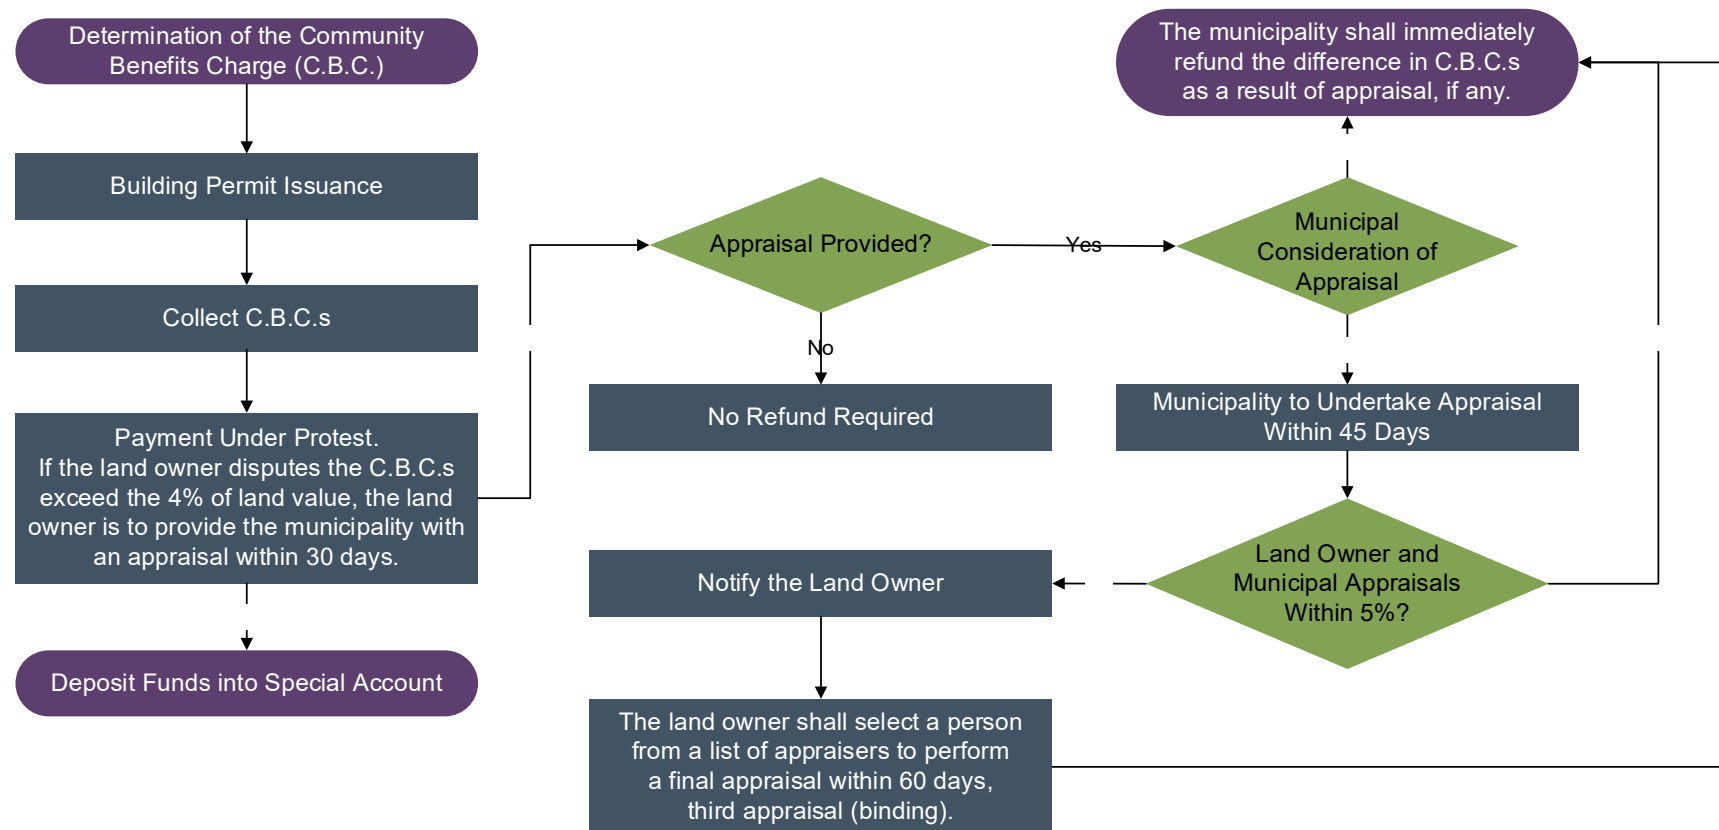 Determination of the Community
Benefits Charge (C.B.C.)
Building Permit Issuance
Collect C.B.C.s
Payment Under Protest.
If the land owner disputes the C.B.C.s
exceed the 4% of land value, the land
owner is to provide the municipality with
an appraisal within 30 days.
Deposit Funds into Special Account
Appraisal Provided?
Yes
No
No Refund Required
Municipal
Consideration of
Appraisal
The municipality shall immediately
refund the difference in C.B.C.s
as a result of appraisal, if any.
Municipality to Undertake Appraisal
Within 45 Days
Land Owner and
Municipal Appraisals
Within 5%?
Notify the Land Owner
The land owner shall select a person
from a list of appraisers to perform
a final appraisal within 60 days,
third appraisal (binding).